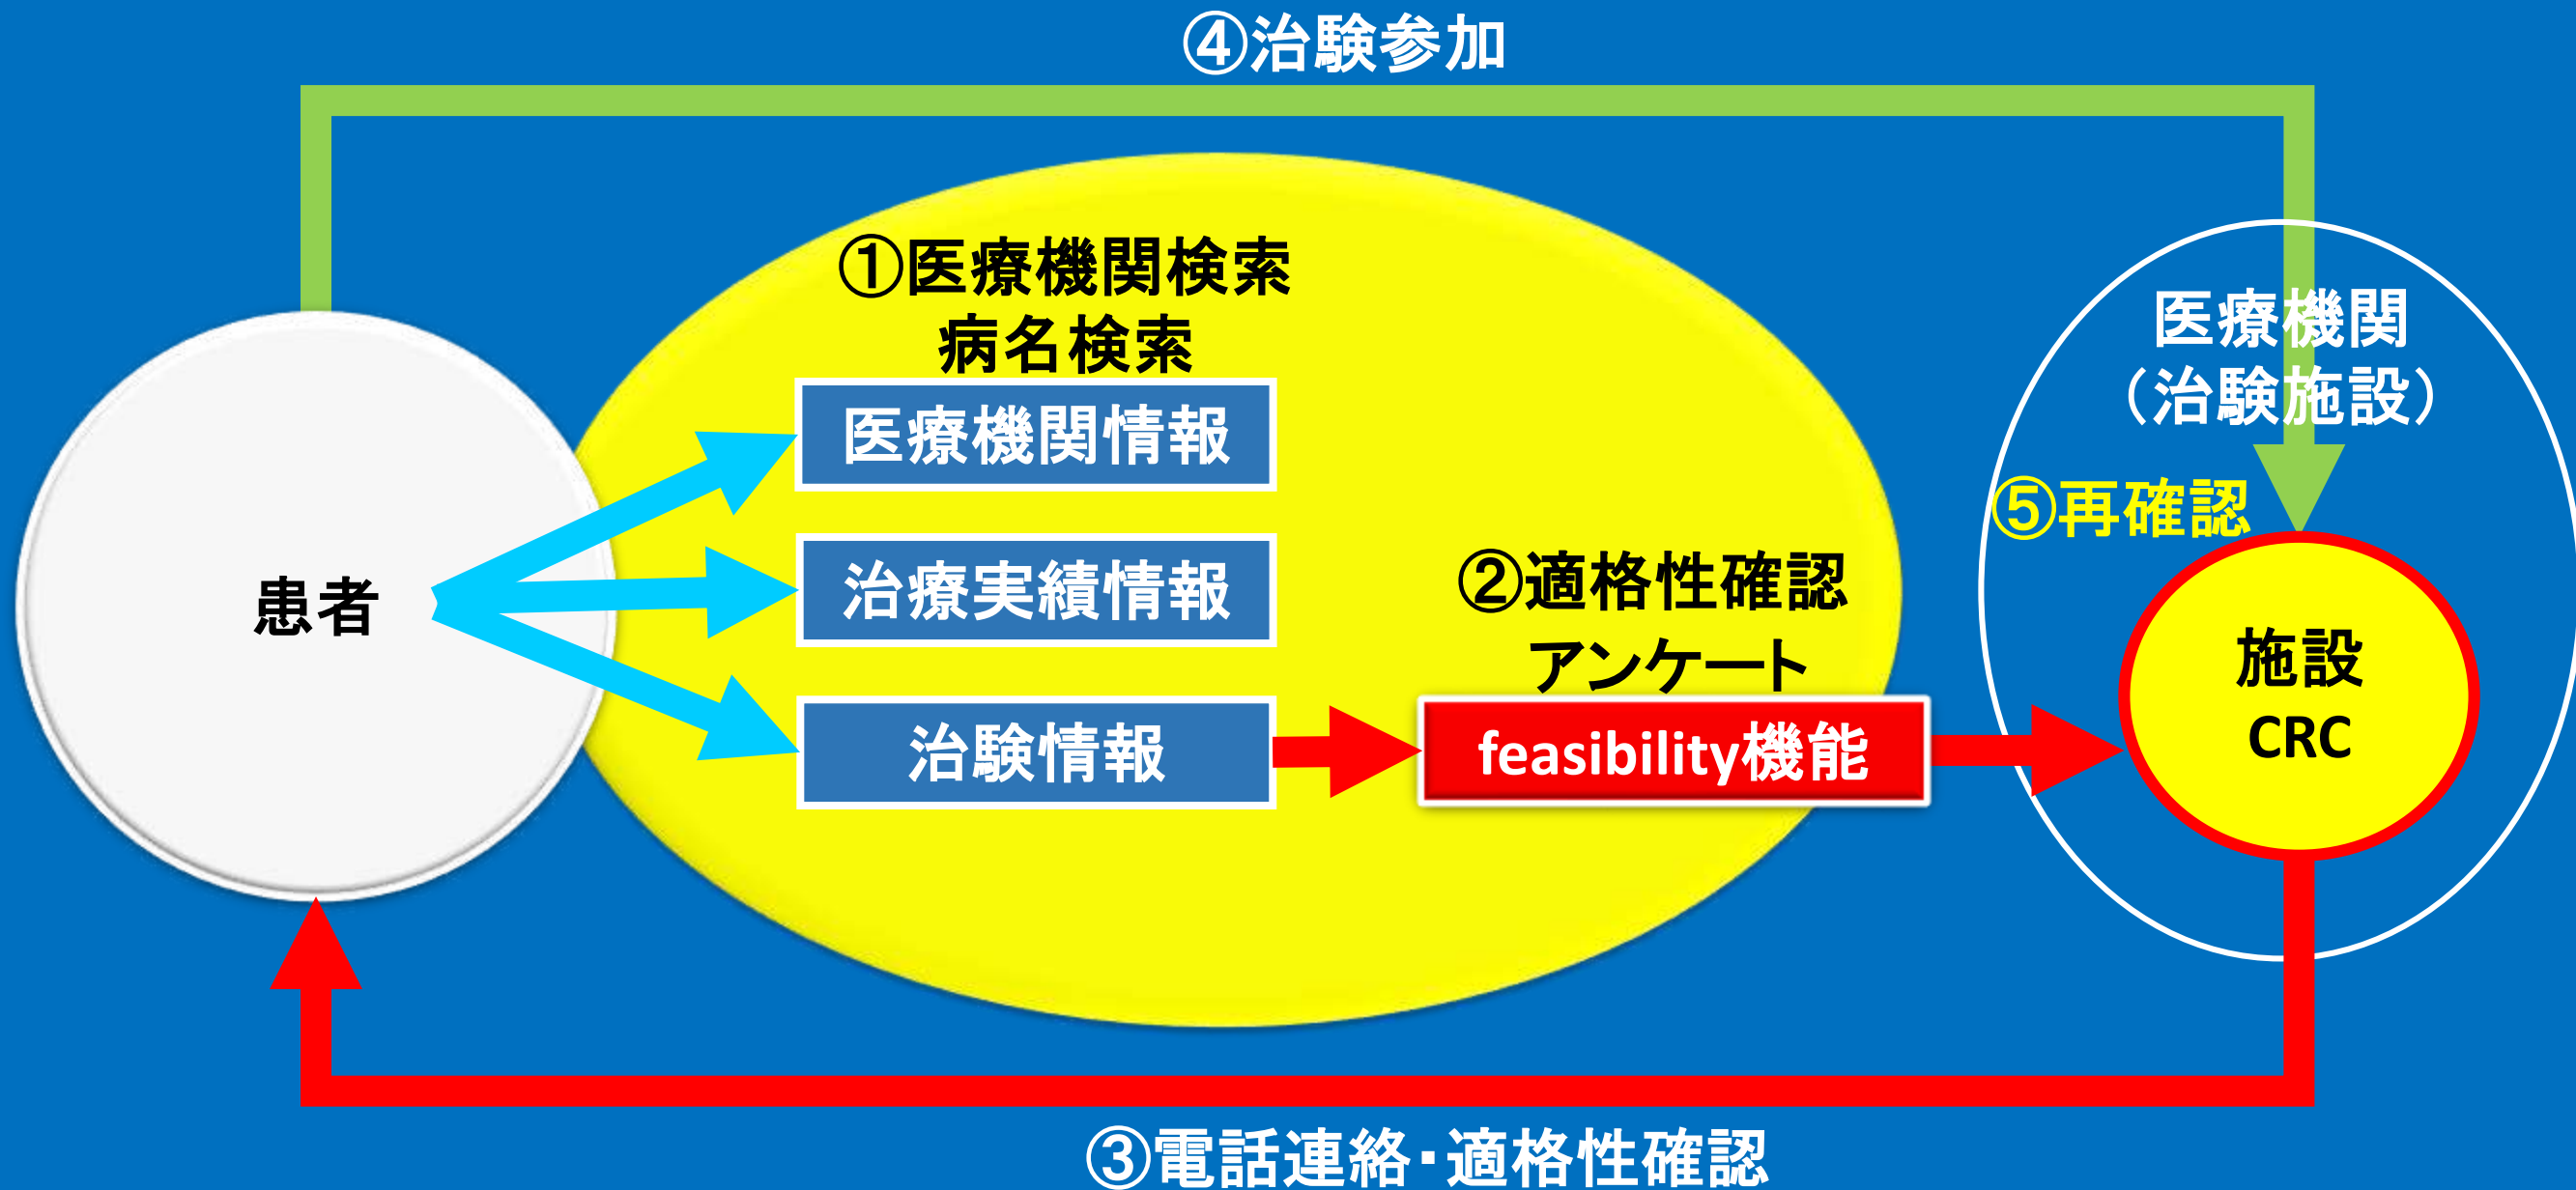 ④治験参加
①医療機関検索
病名検索
医療機関情報
治療実績情報
治験情報
患者
②適格性確認
アンケート
feasibility機能
医療機関
（治験施設）
⑤再確認
施設
CRC
③電話連絡・適格性確認